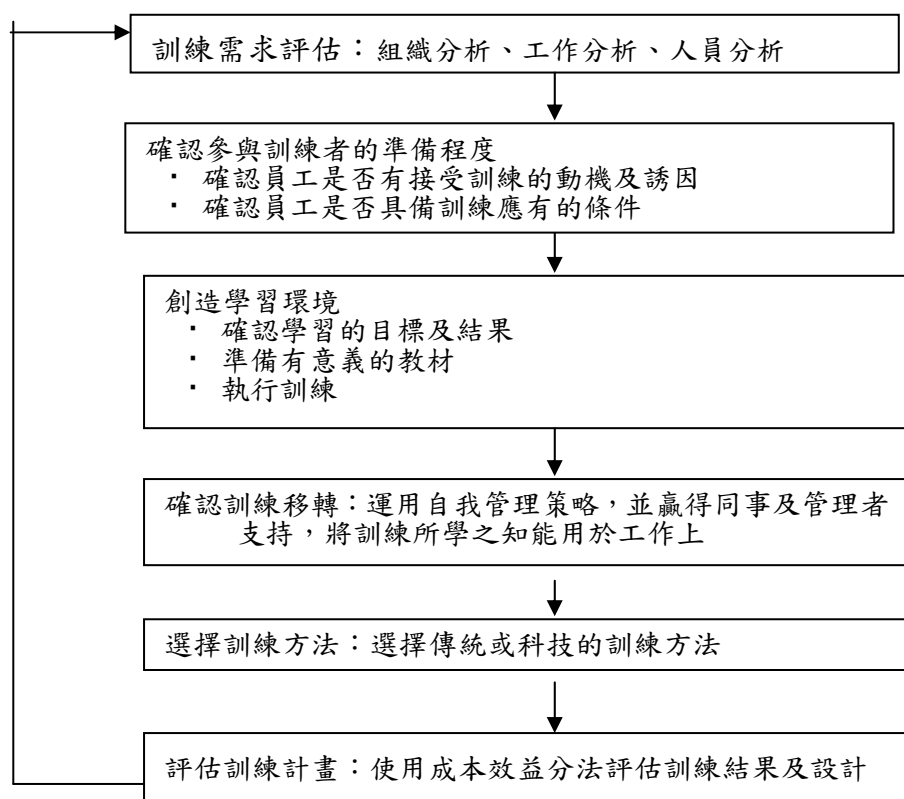 訓練需求評估：組織分析、工作分析、人員分析
確認參與訓練者的準備程度
▪ 確認員工是否有接受訓練的動機及誘因
▪ 確認員工是否具備訓練應有的條件
創造學習環境
▪ 確認學習的目標及結果
▪ 準備有意義的教材
▪ 執行訓練
確認訓練移轉：運用自我管理策略，並贏得同事及管理者
支持，將訓練所學之知能用於工作上
選擇訓練方法：選擇傳統或科技的訓練方法
評估訓練計畫：使用成本效益分法評估訓練結果及設計